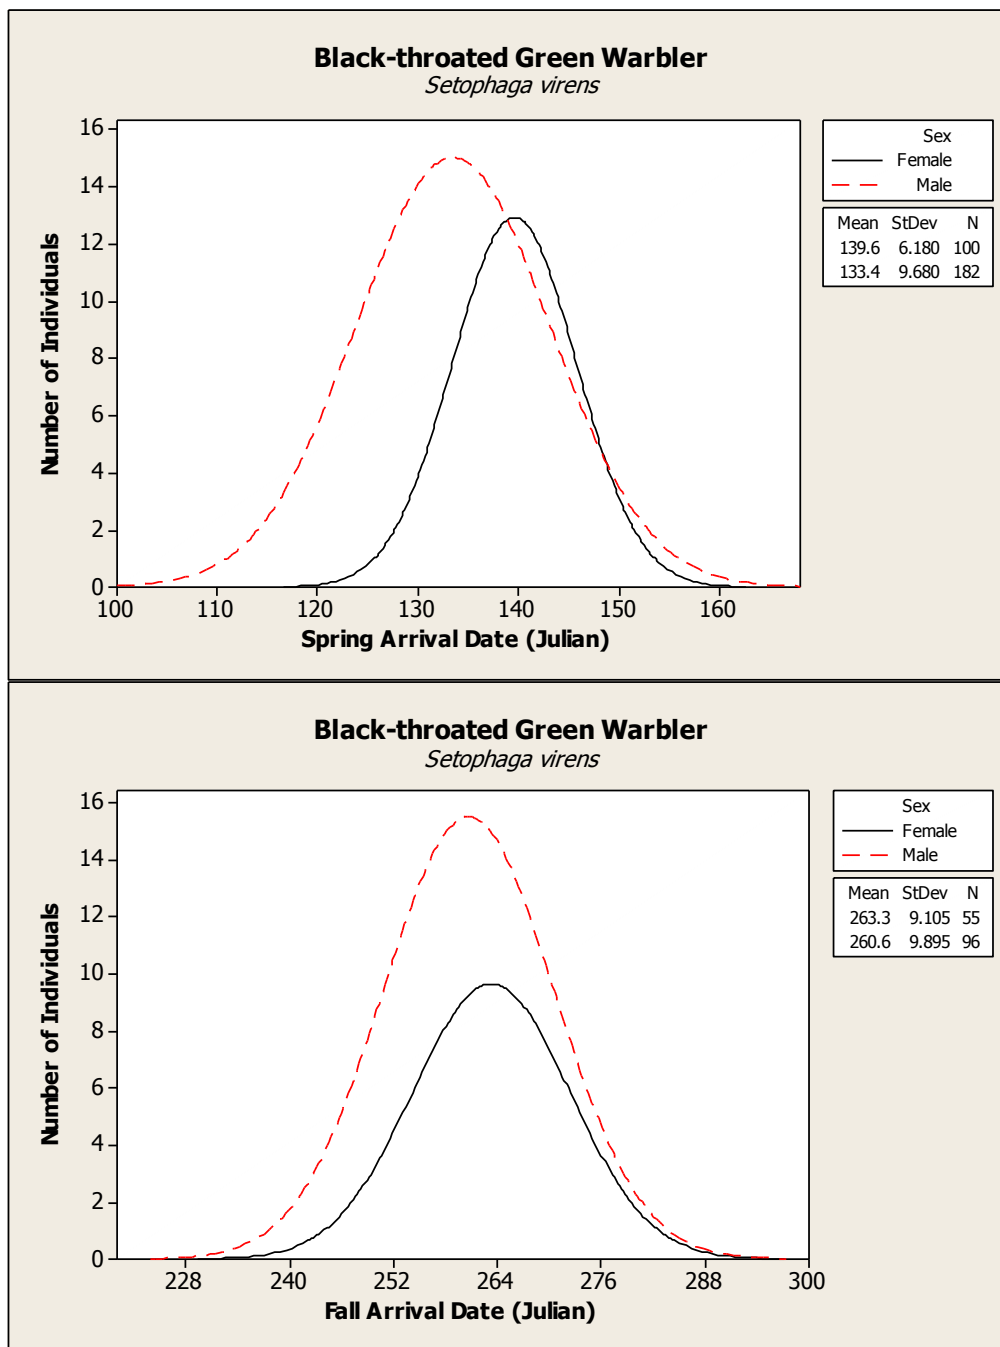 Black-throated Green Warbler
Setophaga virens
16
14
12
10
8
6
4
2
0
Number of Individuals
100 110 120 130 140 150 160
Spring Arrival Date (Julian)
Sex
Female
Male
Mean StDev N
139.6 6.180 100
133.4 9.680 182
Black-throated Green Warbler
Setophaga virens
16
14
12
10
8
6
4
2
0
Number of Individuals
228 240 252 264 276 288 300
Fall Arrival Date (Julian)
Sex
Female
Male
Mean StDev N
263.3 9.105 55
260.6 9.895 96